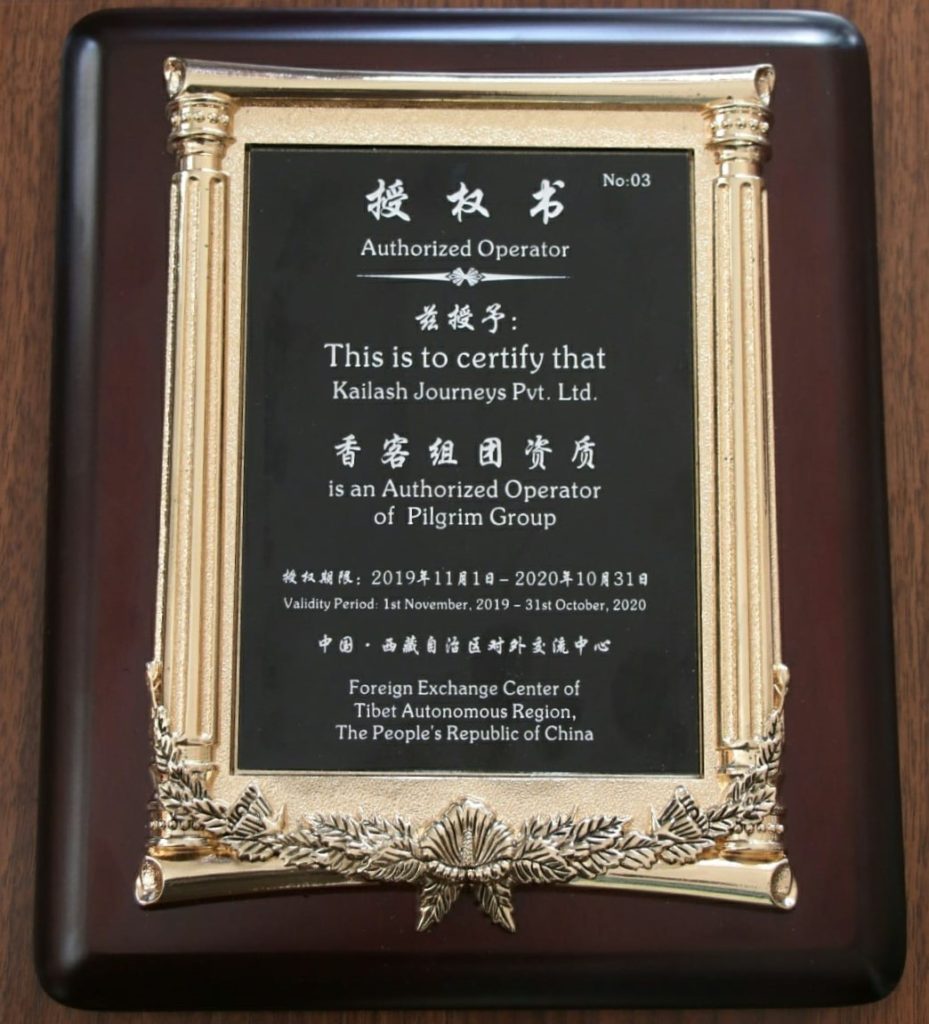 No:03
授权书
Authorized Operator
兹授予:
This is to certify that
Kailash Journeys Pvt. Ltd.
香客组团资质
is an Authorized Operator
of Pilgrim Group
授权期限: 2019年11月1日- 2020年10月31日
Validity Period: 1st November, 2019 - 31st October, 2020
中国·西藏自治区对外交流中心
Foreign Exchange Center of
Tibet Autonomous Region,
The People's Republic of China